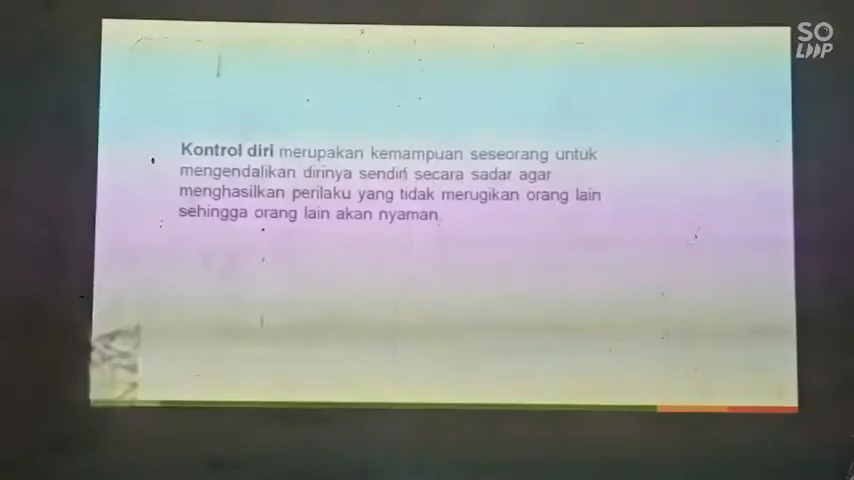 SO
LOOP
Kontrol diri merupakan kemampuan seseorang untuk
mengendalikan dirinya sendiri secara sadar agar
menghasilkan perilaku yang tidak merugikan orang lain
sehingga orang lain akan nyaman.